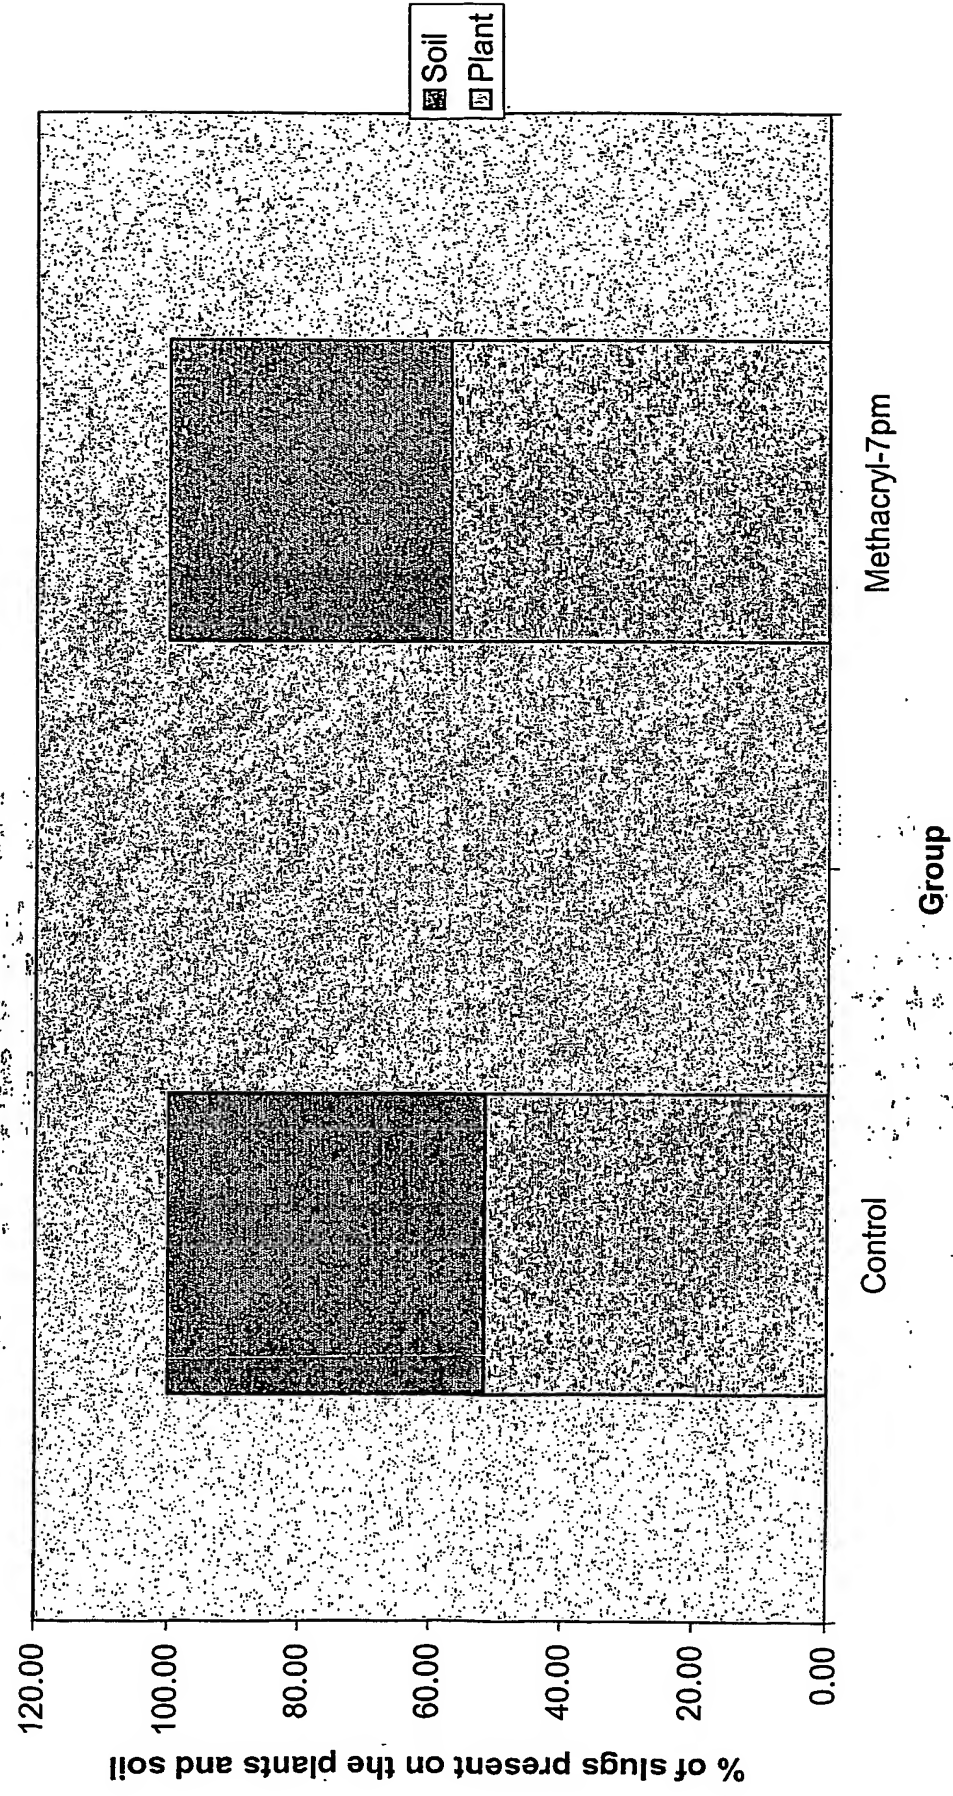 % of slugs present on the plants and soil
120.00
100.00
80.00
60.00
40.00
20.00
0.00
Control
Methacryl-7pm
Group
Soil
Plant